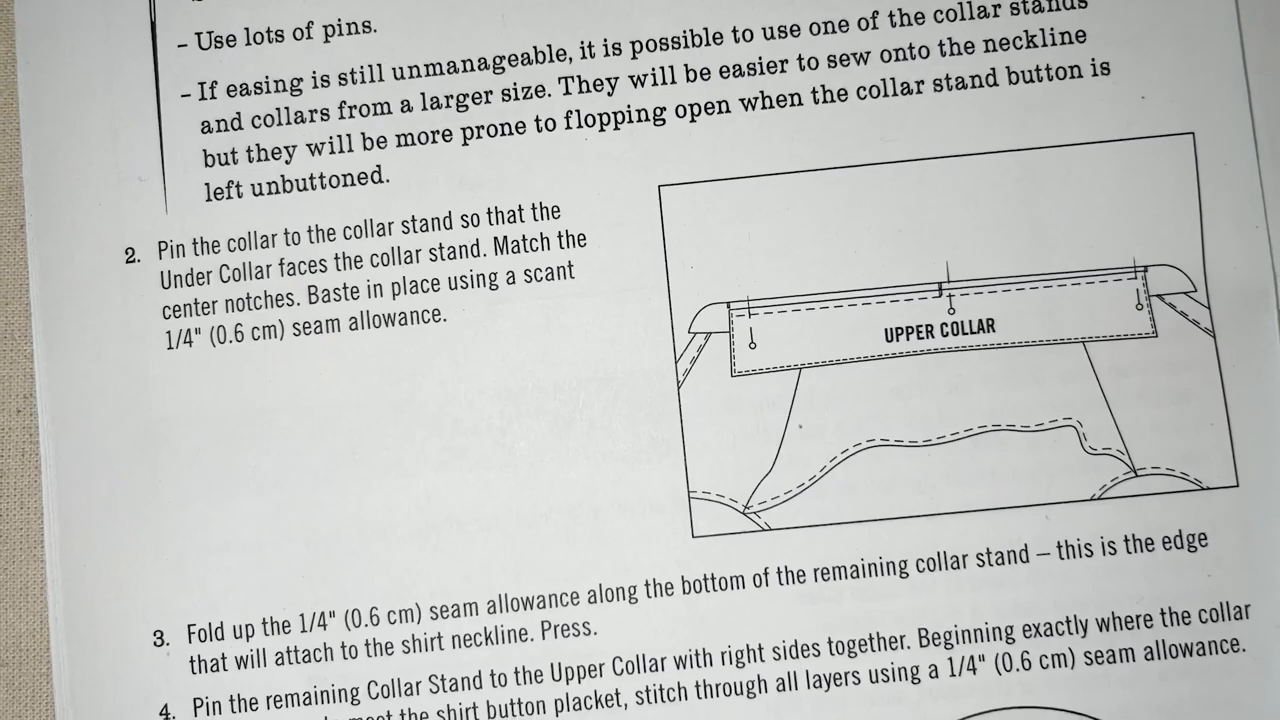 - Use lots of pins.
- If easing is still unmanageable, it is possible to use one of the collar stands
and collars from a larger size. They will be easier to sew onto the neckline
but they will be more prone to flopping open when the collar stand button is
left unbuttoned.
2. Pin the collar to the collar stand so that the
Under Collar faces the collar stand. Match the
center notches. Baste in place using a scant
1/4" (0.6 cm) seam allowance.
UPPER COLLAR
3. Fold up the 1/4" (0.6 cm) seam allowance along the bottom of the remaining collar stand – this is the edge
that will attach to the shirt neckline. Press.
4. Pin the remaining Collar Stand to the Upper Collar with right sides together. Beginning exactly where the collar
the shirt button placket, stitch through all layers using a 1/4" (0.6 cm) seam allowance.